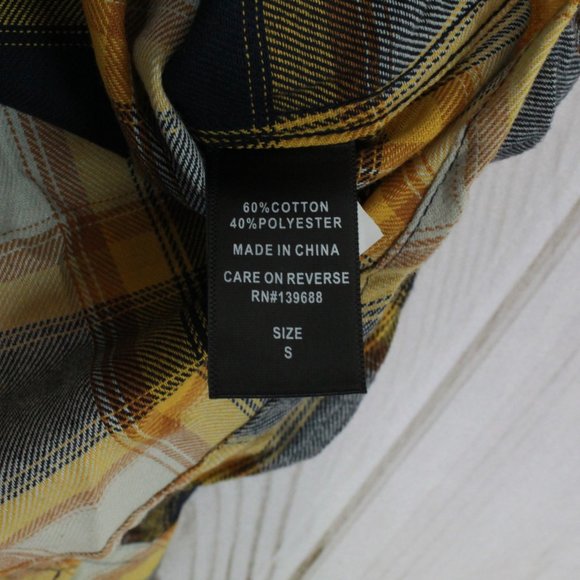 60%COTTON
40%POLYESTER
MADE IN CHINA
CARE ON REVERSE
RN#139688
SIZE
S